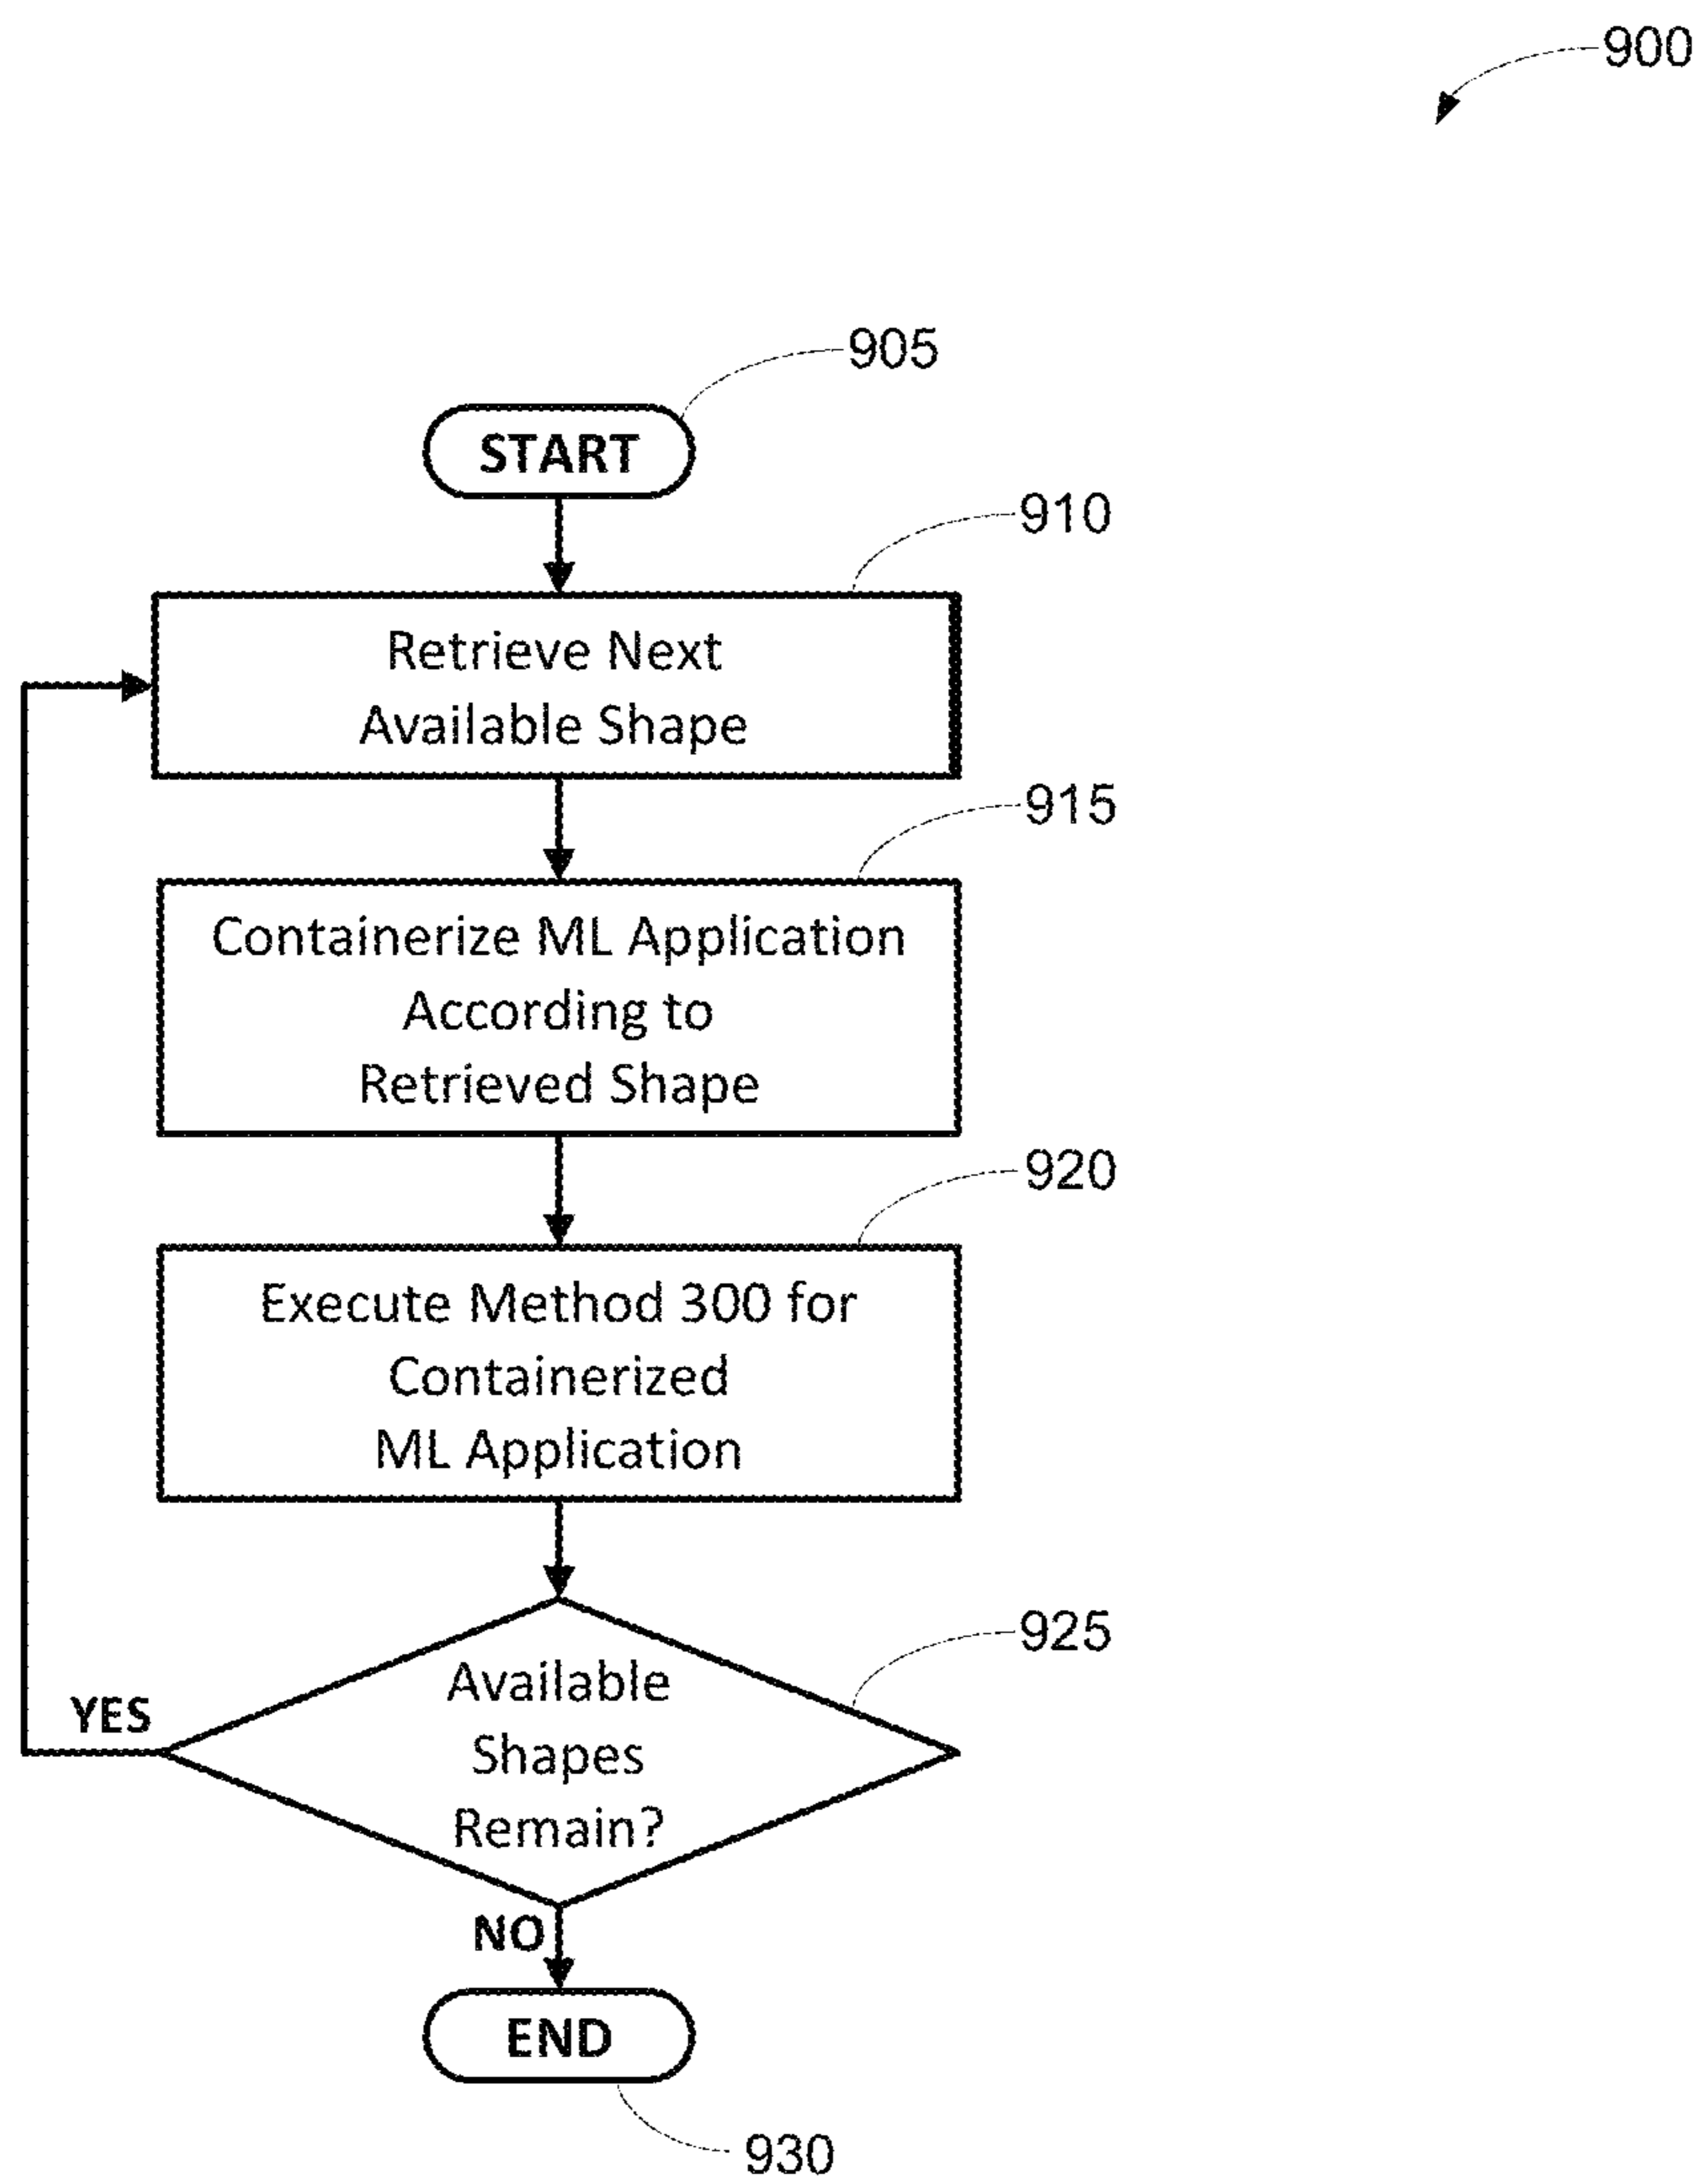 900
905
START
910
Retrieve Next
Available Shape
915
Containerize ML Application
According to
Retrieved Shape
920
Execute Method 300 for
Containerized
ML Application
925
Available
Shapes
Remain?
YES
NO
END
930